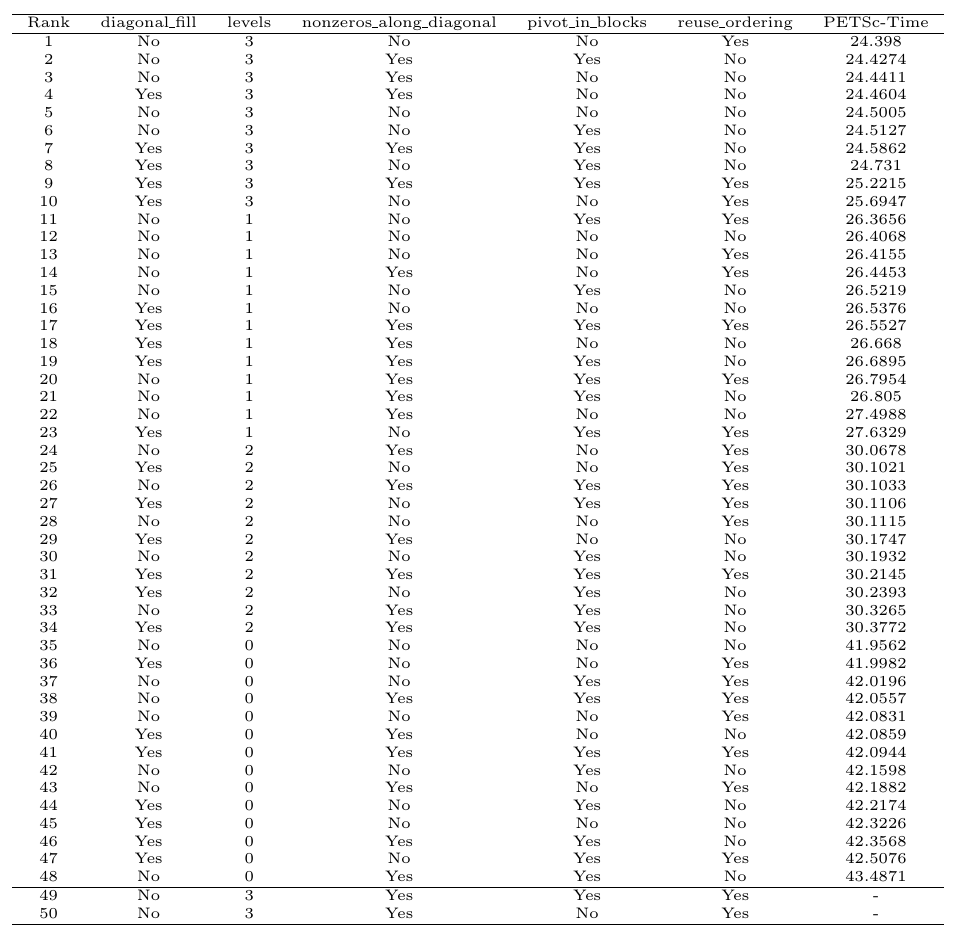 Rank diagonal_fill levels nonzeros_along_diagonal pivot_in_blocks reuse_ordering PETSc-Time
1 No 3 No No Yes 24.398
2 No 3 Yes Yes No 24.4274
3 No 3 Yes No No 24.4411
4 Yes 3 Yes No No 24.4604
5 No 3 No No No 24.5005
6 No 3 No Yes No 24.5127
7 Yes 3 Yes Yes No 24.5862
8 Yes 3 No Yes No 24.731
9 Yes 3 Yes Yes Yes 25.2215
10 Yes 3 No No Yes 25.6947
11 No 1 No Yes Yes 26.3656
12 No 1 No No No 26.4068
13 No 1 No No Yes 26.4155
14 No 1 Yes No Yes 26.4453
15 No 1 No Yes No 26.5219
16 Yes 1 No No No 26.5376
17 Yes 1 Yes Yes Yes 26.5527
18 Yes 1 Yes No No 26.668
19 Yes 1 Yes Yes No 26.6895
20 No 1 Yes Yes Yes 26.7954
21 No 1 Yes Yes No 26.805
22 No 1 Yes No No 27.4988
23 Yes 1 No Yes Yes 27.6329
24 No 2 Yes No Yes 30.0678
25 Yes 2 No No Yes 30.1021
26 No 2 Yes Yes Yes 30.1033
27 Yes 2 No Yes Yes 30.1106
28 No 2 No No Yes 30.1115
29 Yes 2 Yes No No 30.1747
30 No 2 No Yes No 30.1932
31 Yes 2 Yes Yes Yes 30.2145
32 Yes 2 No Yes No 30.2393
33 No 2 Yes Yes No 30.3265
34 Yes 2 Yes Yes No 30.3772
35 No 0 No No No 41.9562
36 Yes 0 No No Yes 41.9982
37 No 0 No Yes Yes 42.0196
38 No 0 Yes Yes Yes 42.0557
39 No 0 No No Yes 42.0831
40 Yes 0 Yes No No 42.0859
41 Yes 0 Yes Yes Yes 42.0944
42 No 0 No Yes No 42.1598
43 No 0 Yes No Yes 42.1882
44 Yes 0 No Yes No 42.2174
45 Yes 0 No No No 42.3226
46 Yes 0 Yes Yes No 42.3568
47 Yes 0 No Yes Yes 42.5076
48 No 0 Yes Yes No 43.4871
49 No 3 Yes Yes Yes -
50 No 3 Yes No Yes -